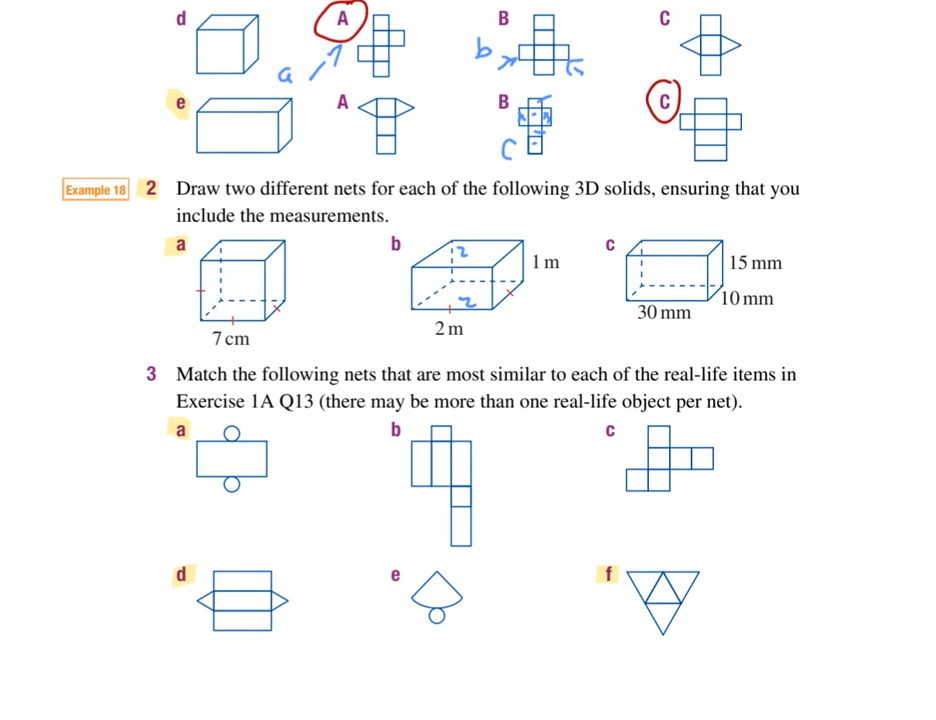 d A B C
a b
e A B C
C
Example 18 2 Draw two different nets for each of the following 3D solids, ensuring that you
include the measurements.
a b c
2
1 m
15 mm
2
10 mm
30 mm
2 m
7 cm
3 Match the following nets that are most similar to each of the real-life items in
Exercise 1A Q13 (there may be more than one real-life object per net).
a b c
d e f